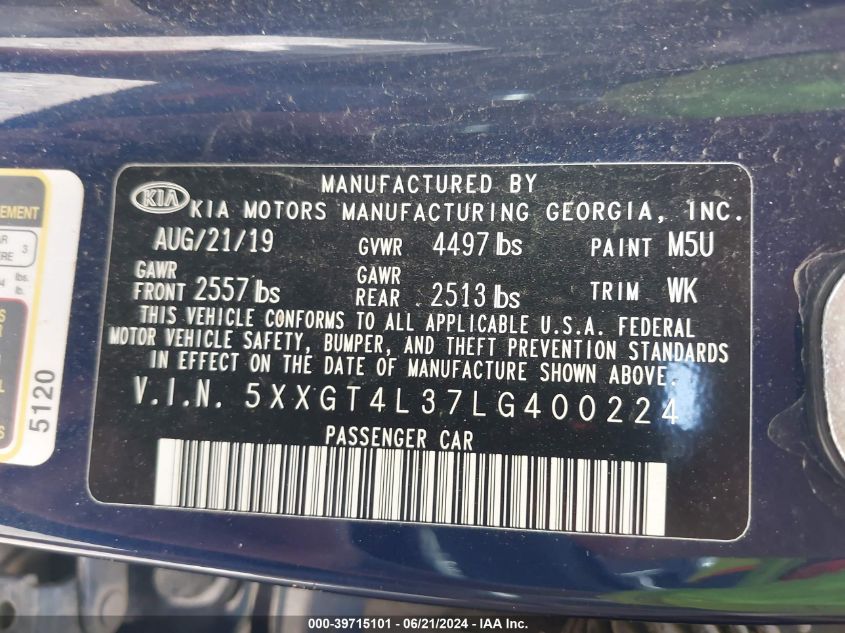 MANUFACTURED BY
KIA KIA MOTORS MANUFACTURING GEORGIA, INC.
AUG/21/19 GVWR 4497 lbs PAINT M5U
GAWR FRONT 2557 lbs GAWR REAR 2513 lbs TRIM WK
THIS VEHICLE CONFORMS TO ALL APPLICABLE U.S.A. FEDERAL
MOTOR VEHICLE SAFETY, BUMPER, AND THEFT PREVENTION STANDARDS
IN EFFECT ON THE DATE OF MANUFACTURE SHOWN ABOVE.
V.I.N. 5XXGT4L37LG400224
PASSENGER CAR
EMENT
3
lbs.
5120
000-39715101 / 06/21/2024 - IAA Inc.